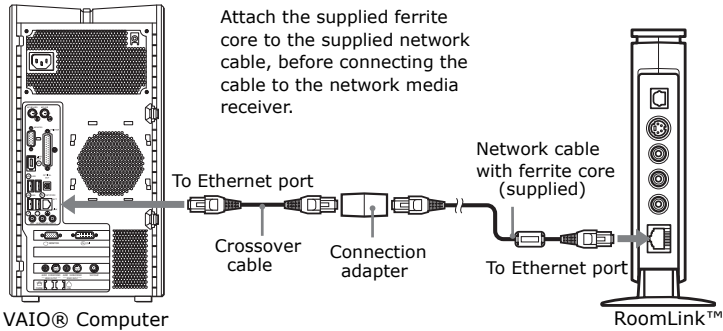 Attach the supplied ferrite
core to the supplied network
cable, before connecting the
cable to the network media
receiver.
Network cable
with ferrite core
(supplied)
To Ethernet port
Crossover
cable
Connection
adapter
To Ethernet port
VAIO® Computer
RoomLink™